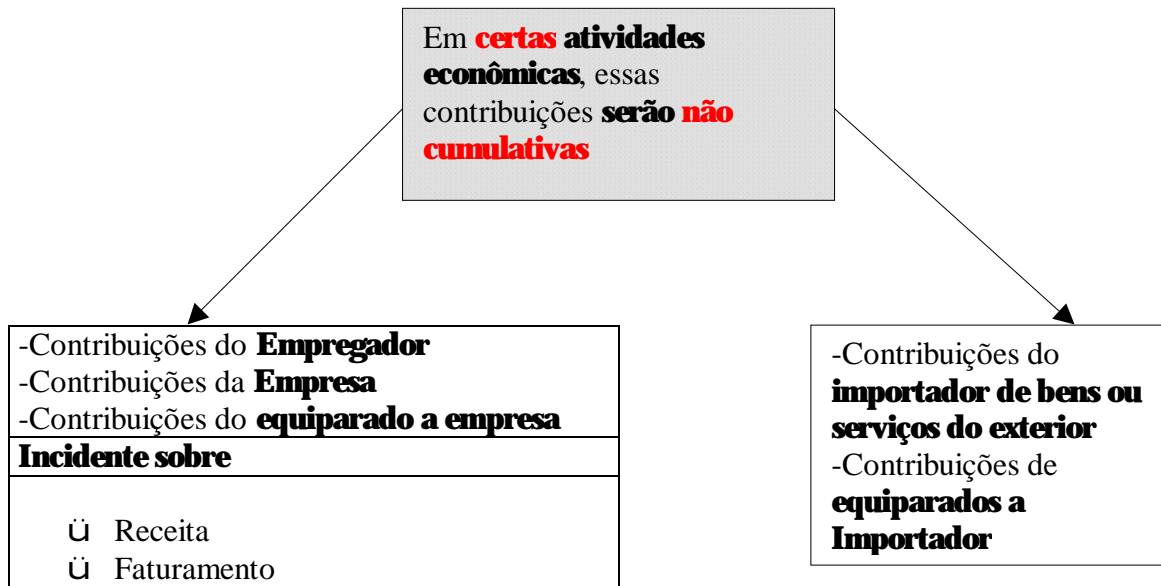 Em certas atividades
econômicas, essas
contribuições serão não
cumulativas
-Contribuições do Empregador
-Contribuições da Empresa
-Contribuições do equiparado a empresa
Incidente sobre
ü Receita
ü Faturamento
-Contribuições do
importador de bens ou
serviços do exterior
-Contribuições de
equiparados a
Importador